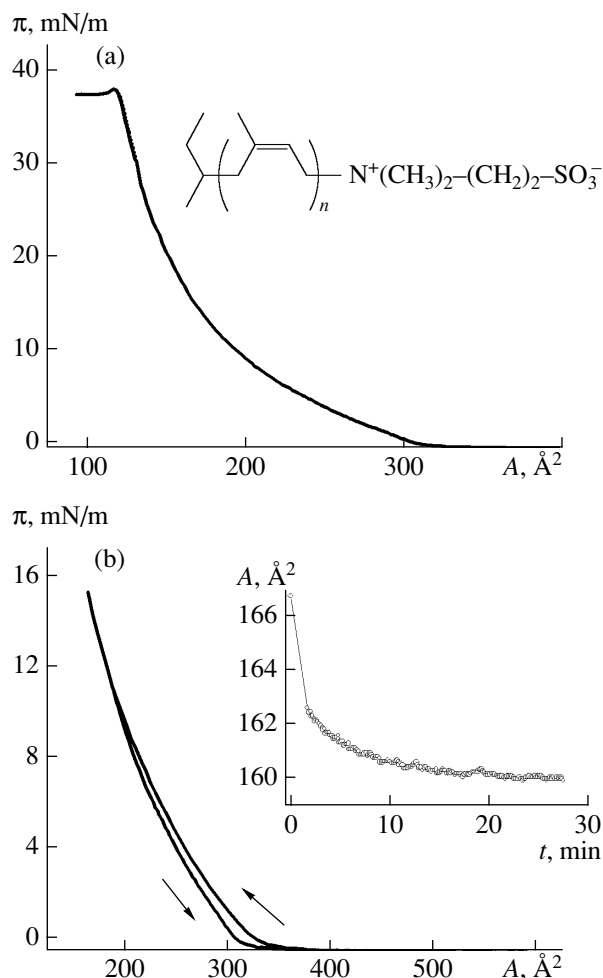 π, mN/m
(a)
40
30
20
10
0
N⁺(CH₃)₂–(CH₂)₂–SO₃⁻
n
100 200 300 A, Å²
π, mN/m
(b)
16
12
8
4
0
A, Å²
166
164
162
160
0 10 20 30
t, min
200 300 400 500 A, Å²